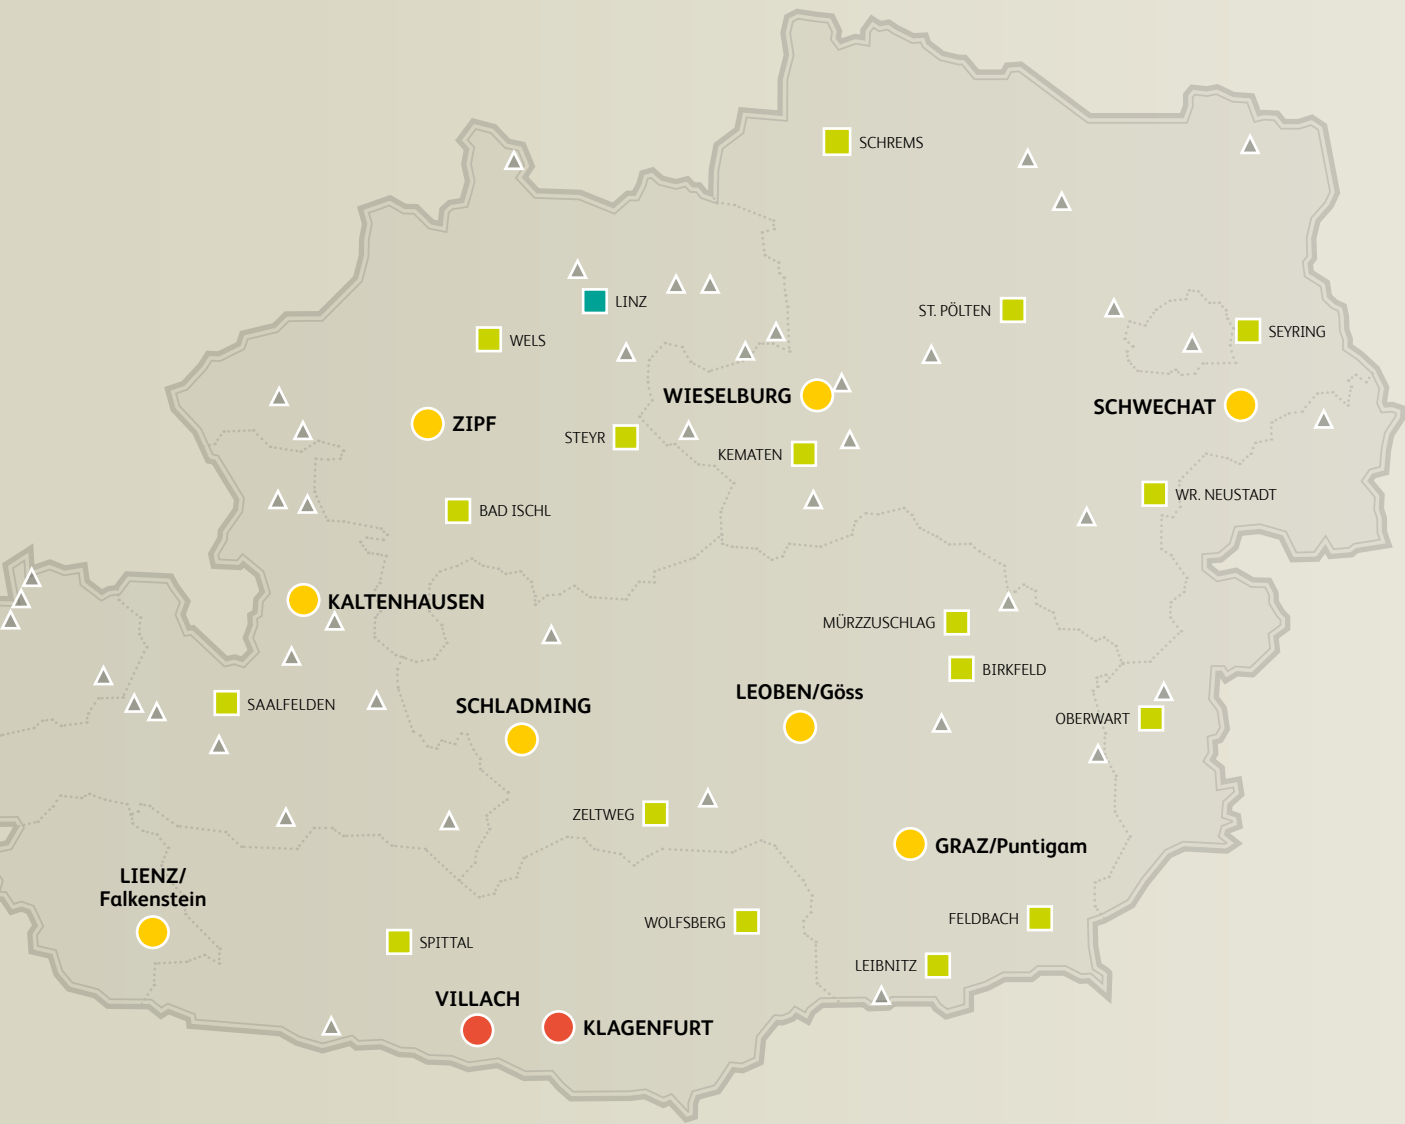 SCHREMS
LINZ
ST. PÖLTEN
SEYRING
WELS
WIESELBURG
SCHWECHAT
ZIPF
STEYR
KEMATEN
WR. NEUSTADT
BAD ISCHL
KALTENHAUSEN
MÜRZZUSCHLAG
BIRKFELD
LEOBEN/Göss
SAALFELDEN
SCHLADMING
OBERWART
ZELTWEG
GRAZ/Puntigam
LIENZ/
Falkenstein
WOLFSBERG
FELDBACH
SPITTAL
LEIBNITZ
VILLACH
KLAGENFURT